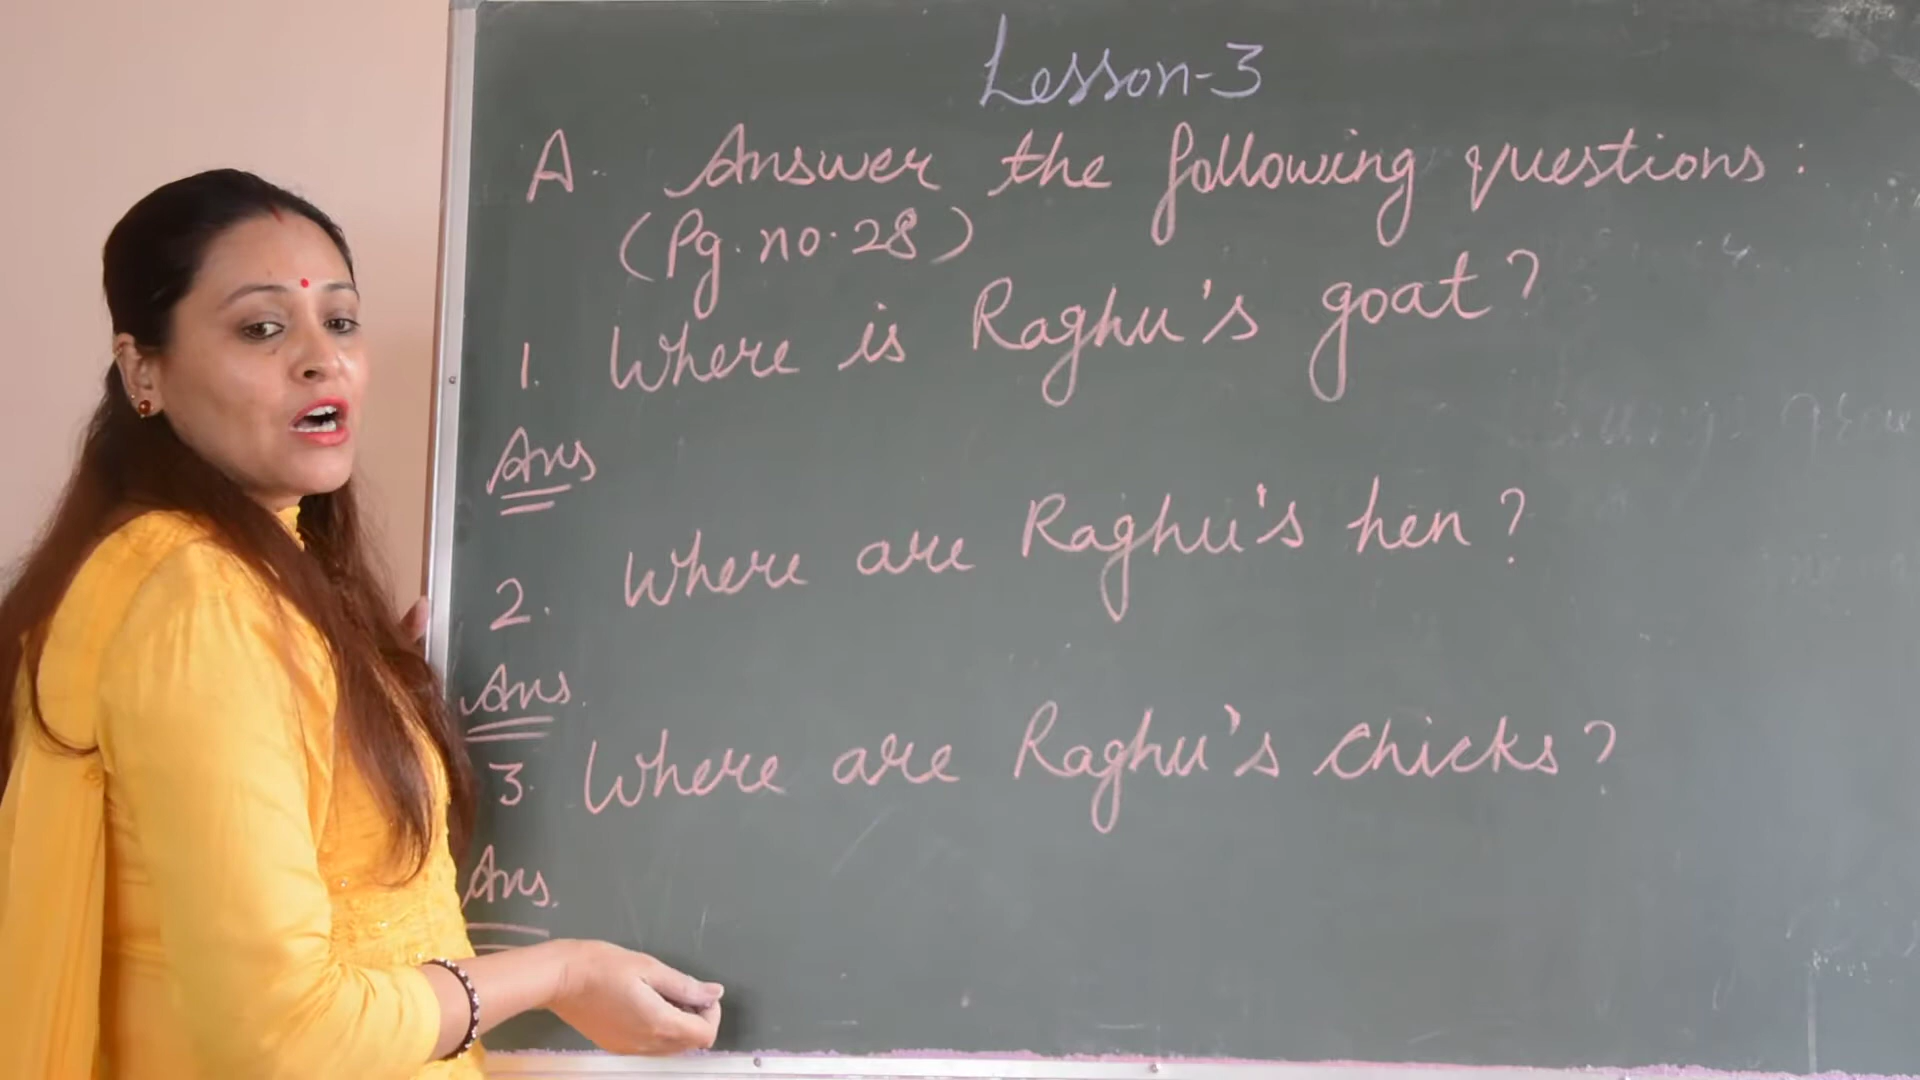 Lesson-3
A. Answer the following questions:
(Pg. no. 28)
1. Where is Raghu's goat?
Ans
2. Where are Raghu's hen?
Ans.
3. Where are Raghu's chicks?
Ans.